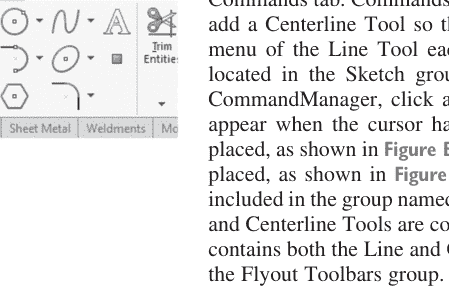 Trim
Entities
Sheet Metal
Weldments
Mo
Commands tab. Commands
add a Centerline Tool so th
menu of the Line Tool eac
located in the Sketch grou
CommandManager, click a
appear when the cursor ha
placed, as shown in Figure E
placed, as shown in Figure
included in the group named
and Centerline Tools are co
contains both the Line and C
the Flyout Toolbars group.